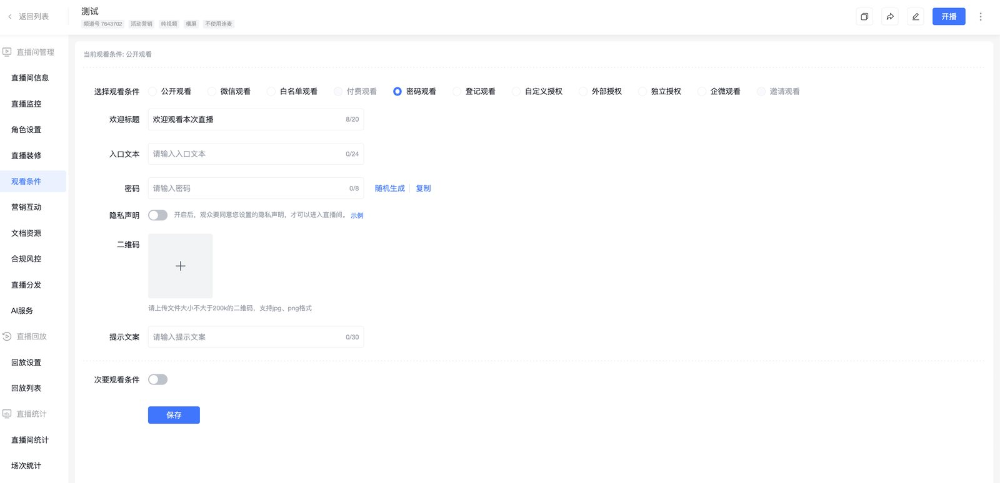 返回列表
测试
频道号 7643702 活动营销 纯视频 横屏 不使用连麦
开播
直播间管理
直播间信息
直播监控
角色设置
直播装修
观看条件
营销互动
文档资源
合规风控
直播分发
AI服务
直播回放
回放设置
回放列表
直播统计
直播间统计
场次统计
当前观看条件: 公开观看
选择观看条件 公开观看 微信观看 白名单观看 付费观看 密码观看 登记观看 自定义授权 外部授权 独立授权 企微观看 邀请观看
欢迎标题 欢迎观看本次直播 8/20
入口文本 请输入入口文本 0/24
密码 请输入密码 0/8 随机生成 复制
隐私声明 开启后，观众要同意您设置的隐私声明，才可以进入直播间。 示例
二维码
请上传文件大小不大于200k的二维码，支持jpg、png格式
提示文案 请输入提示文案 0/30
次要观看条件
保存